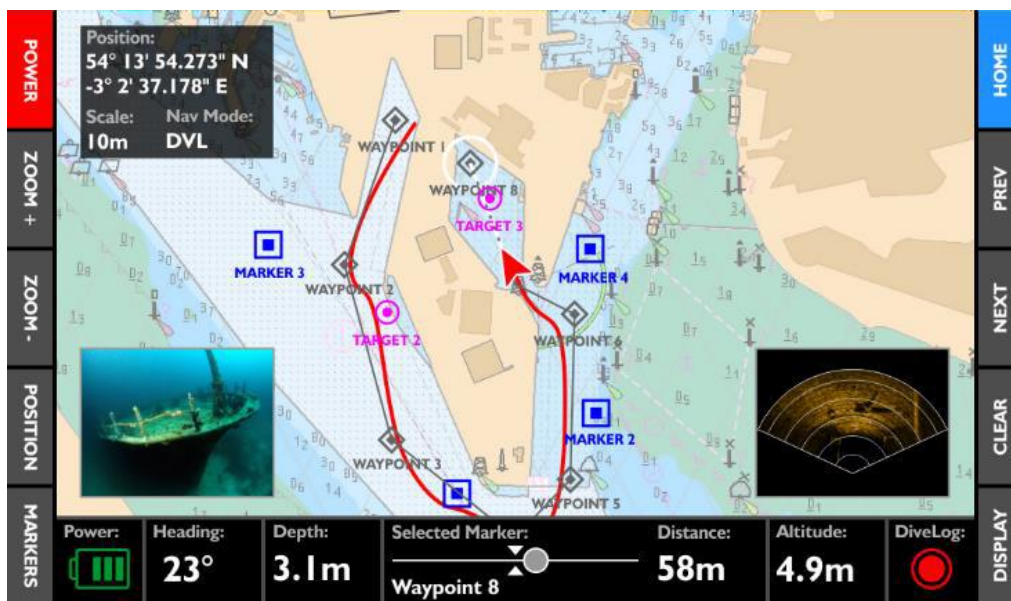 POWER
ZOOM +
ZOOM -
POSITION
MARKERS
Position:
54° 13' 54.273" N
-3° 2' 37.178" E
Scale: Nav Mode:
10m DVL
WAYPOINT 1
WAYPOINT 8
TARGET 3
MARKER 3
MARKER 4
WAYPOINT 2
TARGET 2
WAYPOINT 6
MARKER 2
WAYPOINT 3
WAYPOINT 5
HOME
PREV
NEXT
CLEAR
DISPLAY
Power: Heading: Depth: Selected Marker: Distance: Altitude: DiveLog:
23° 3.1m 58m 4.9m
Waypoint 8